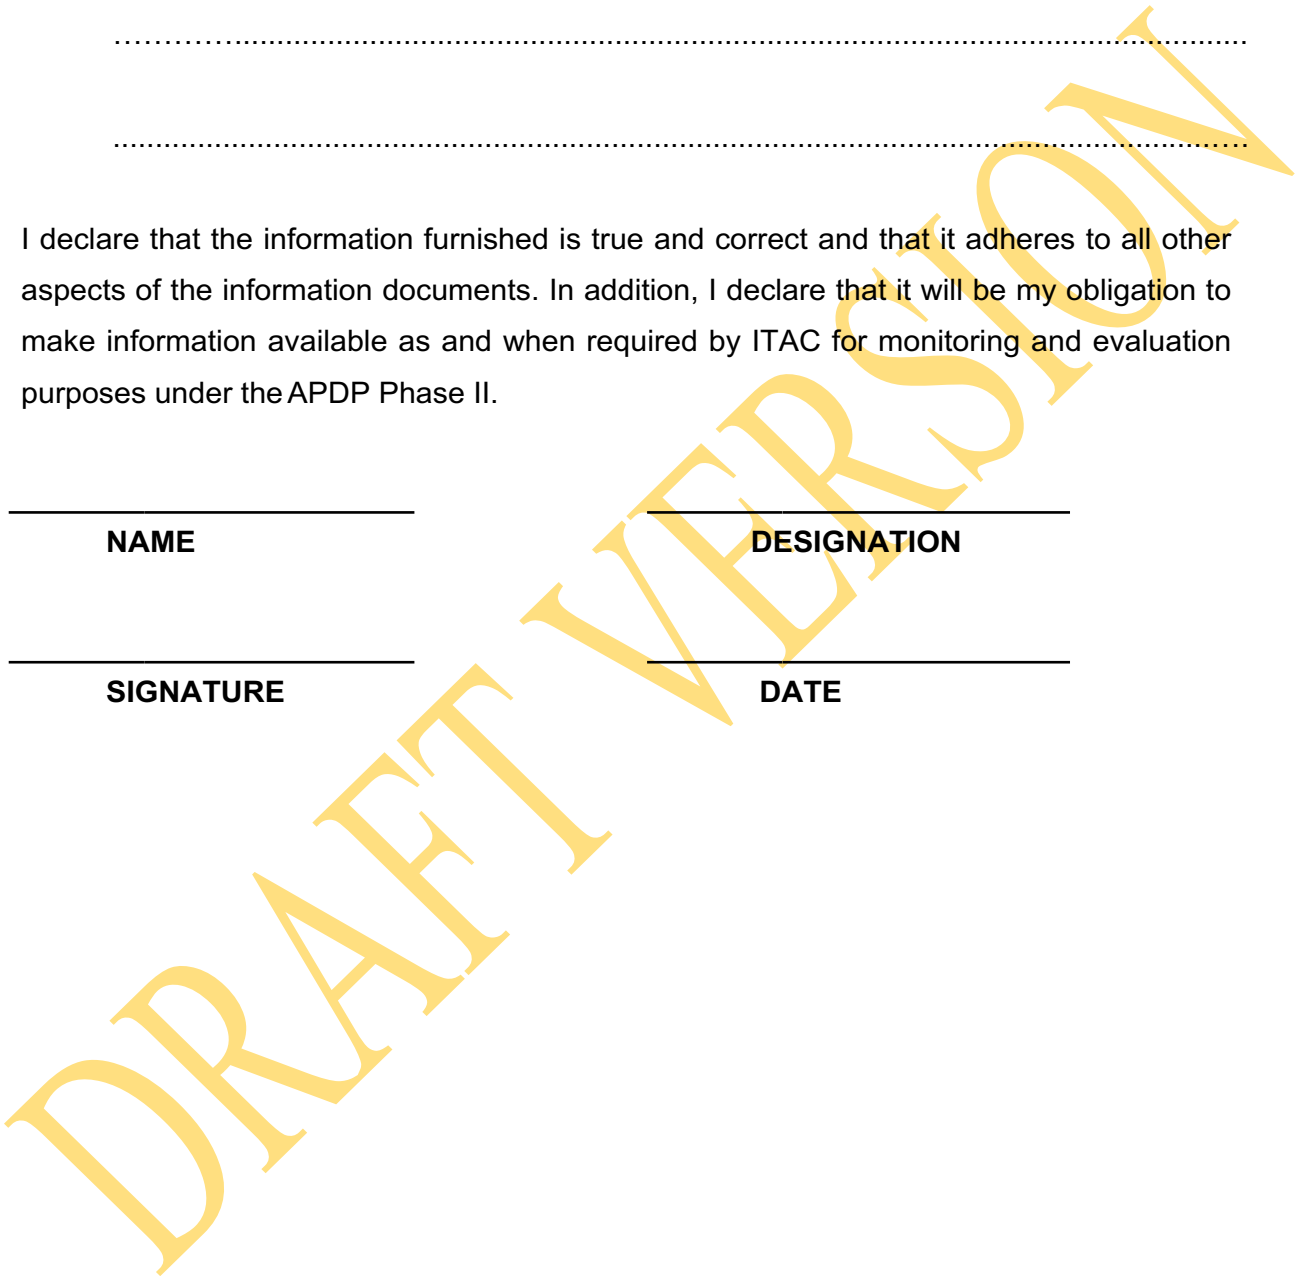 ........................................................................................................................................
........................................................................................................................................
I declare that the information furnished is true and correct and that it adheres to all other
aspects of the information documents. In addition, I declare that it will be my obligation to
make information available as and when required by ITAC for monitoring and evaluation
purposes under the APDP Phase II.
NAME DESIGNATION
SIGNATURE DATE
DRAFT VERSION